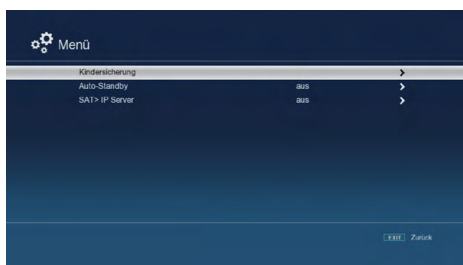 Menü
Kindersicherung >
Auto-Standby aus >
SAT> IP Server aus >
EXIT Zurück